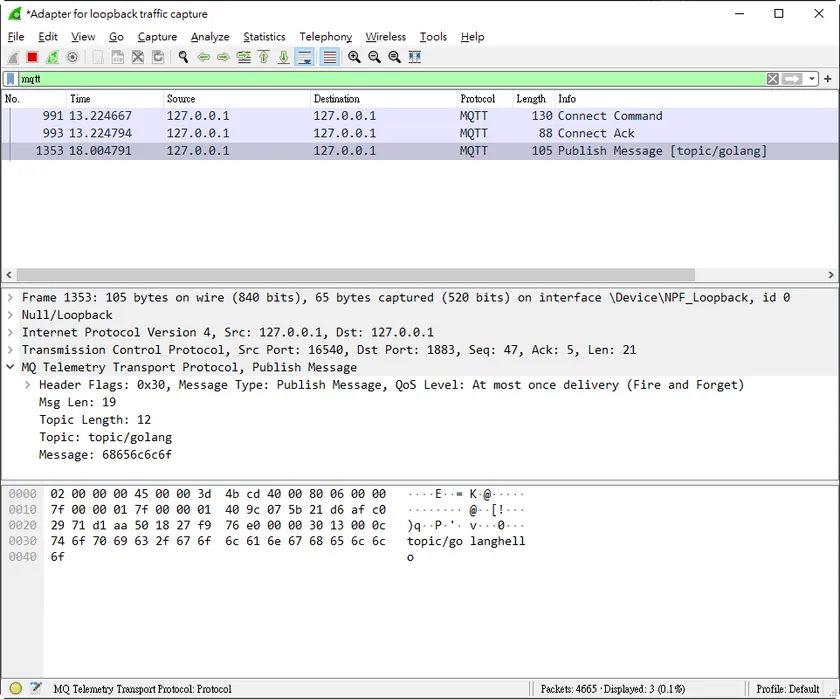 *Adapter for loopback traffic capture
File Edit View Go Capture Analyze Statistics Telephony Wireless Tools Help
mqtt
No. Time Source Destination Protocol Length Info
991 13.224667 127.0.0.1 127.0.0.1 MQTT 130 Connect Command
993 13.224794 127.0.0.1 127.0.0.1 MQTT 88 Connect Ack
1353 18.004791 127.0.0.1 127.0.0.1 MQTT 105 Publish Message [topic/golang]
Frame 1353: 105 bytes on wire (840 bits), 65 bytes captured (520 bits) on interface \Device\NPF_Loopback, id 0
Null/Loopback
Internet Protocol Version 4, Src: 127.0.0.1, Dst: 127.0.0.1
Transmission Control Protocol, Src Port: 16540, Dst Port: 1883, Seq: 47, Ack: 5, Len: 21
MQ Telemetry Transport Protocol, Publish Message
Header Flags: 0x30, Message Type: Publish Message, QoS Level: At most once delivery (Fire and Forget)
Msg Len: 19
Topic Length: 12
Topic: topic/golang
Message: 68656c6c6f
0000 02 00 00 00 45 00 00 3d 4b cd 40 00 80 06 00 00 ····E··= K·@·····
0010 7f 00 00 01 7f 00 00 01 40 9c 07 5b 21 d6 af c0 ········ @··[!···
0020 29 71 d1 aa 50 18 27 f9 76 e0 00 00 30 13 00 0c )q··P·'· v···0···
0030 74 6f 70 69 63 2f 67 6f 6c 61 6e 67 68 65 6c 6c topic/go langhell
0040 6f o
MQ Telemetry Transport Protocol: Protocol Packets: 4665 · Displayed: 3 (0.1%) Profile: Default